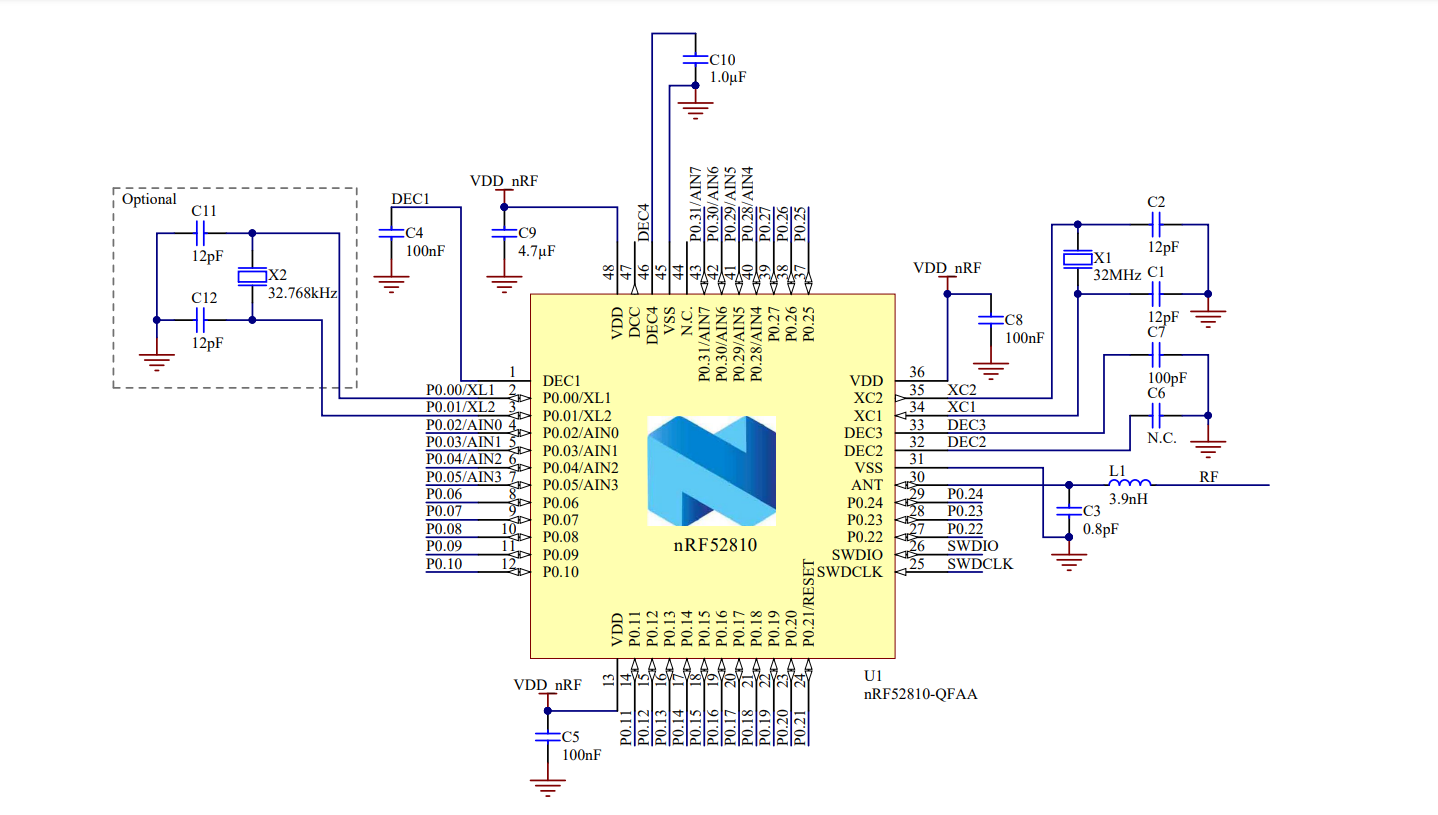 C10
1.0µF
Optional
C11
12pF
X2
32.768kHz
C12
12pF
DEC1
C4
100nF
VDD_nRF
C9
4.7µF
DEC4
P0.31/AIN7
P0.30/AIN6
P0.29/AIN5
P0.28/AIN4
P0.27
P0.26
P0.25
48
47
46
45
44
43
42
41
40
39
38
37
VDD
DCC
DEC4
VSS
N.C.
P0.31/AIN7
P0.30/AIN6
P0.29/AIN5
P0.28/AIN4
P0.27
P0.26
P0.25
VDD_nRF
C8
100nF
C2
12pF
X1
32MHz
C1
12pF
C7
100pF
C6
N.C.
1
DEC1
P0.00/XL1
2
P0.00/XL1
P0.01/XL2
3
P0.01/XL2
P0.02/AIN0
4
P0.02/AIN0
P0.03/AIN1
5
P0.03/AIN1
P0.04/AIN2
6
P0.04/AIN2
P0.05/AIN3
7
P0.05/AIN3
P0.06
8
P0.06
P0.07
9
P0.07
P0.08
10
P0.08
P0.09
11
P0.09
P0.10
12
P0.10
nRF52810
VDD
36
XC2
35
XC2
XC1
34
XC1
DEC3
33
DEC3
DEC2
32
DEC2
VSS
31
ANT
30
P0.24
29
P0.24
P0.23
28
P0.23
P0.22
27
P0.22
SWDIO
26
SWDIO
SWDCLK
25
SWDCLK
L1
3.9nH
RF
C3
0.8pF
VDD
P0.11
P0.12
P0.13
P0.14
P0.15
P0.16
P0.17
P0.18
P0.19
P0.20
P0.21/RESET
13
14
15
16
17
18
19
20
21
22
23
24
P0.11
P0.12
P0.13
P0.14
P0.15
P0.16
P0.17
P0.18
P0.19
P0.20
P0.21
U1
nRF52810-QFAA
VDD_nRF
C5
100nF